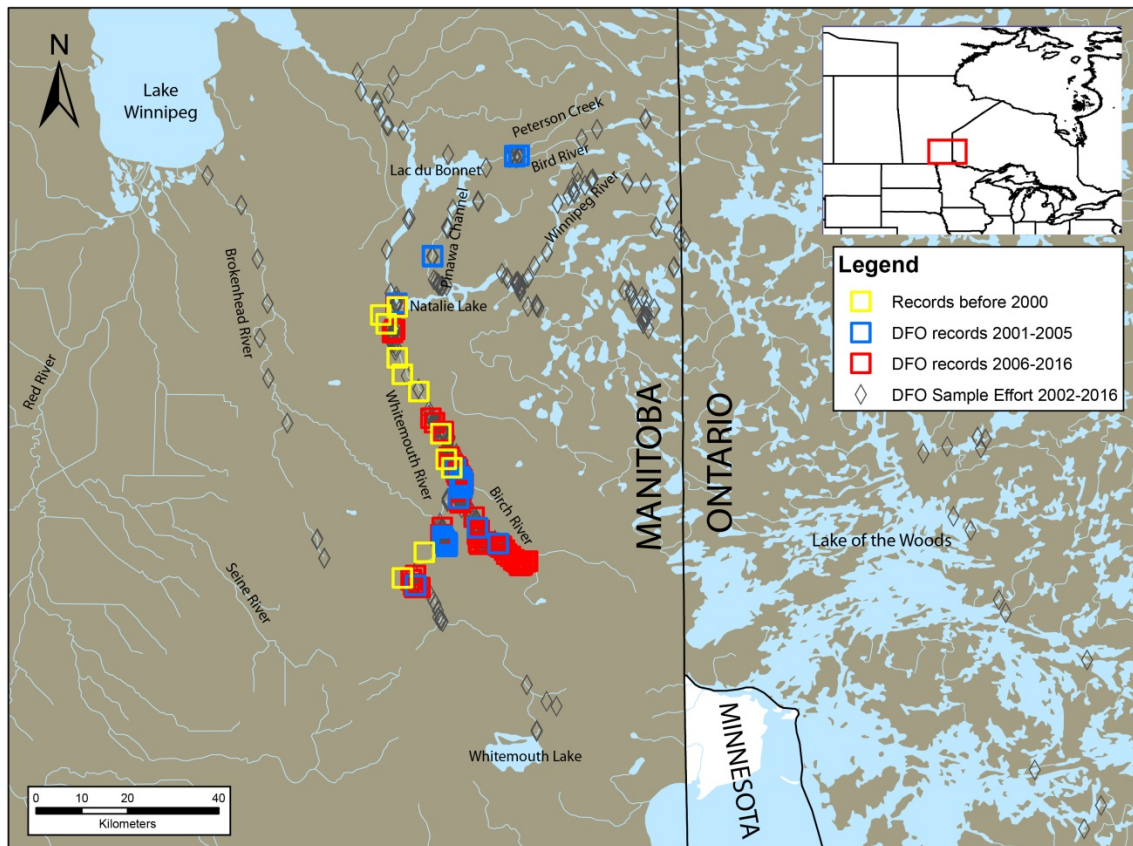 N
Lake
Winnipeg
Peterson Creek
Bird River
Lac du Bonnet
Pinawa Channel
Winnipeg River
Brokenhead River
Natalie Lake
Red River
Whitemouth River
Birch River
Seine River
Whitemouth Lake
MANITOBA
ONTARIO
MINNESOTA
Lake of the Woods
Legend
Records before 2000
DFO records 2001-2005
DFO records 2006-2016
DFO Sample Effort 2002-2016
0 10 20 40
Kilometers